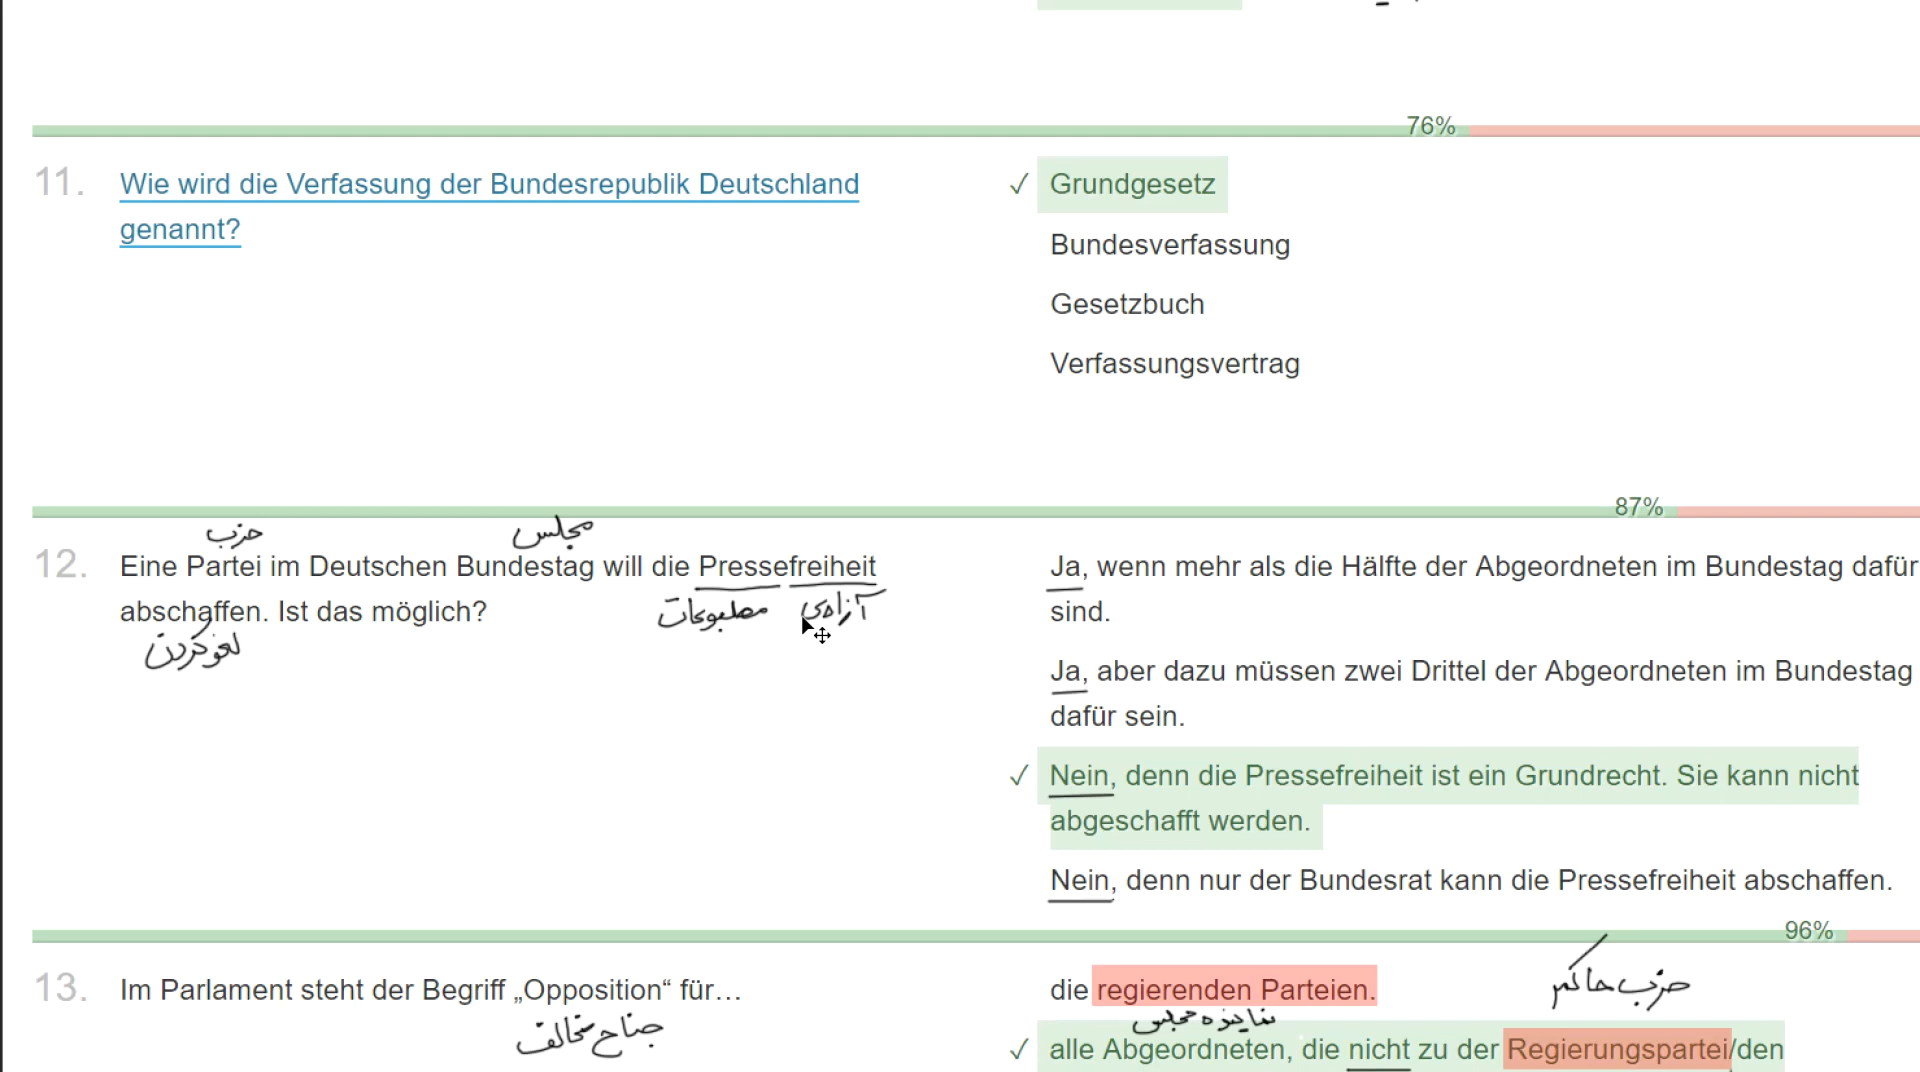 76%
11. Wie wird die Verfassung der Bundesrepublik Deutschland
genannt?
✓ Grundgesetz
Bundesverfassung
Gesetzbuch
Verfassungsvertrag
87%
حزب
مجلس
12. Eine Partei im Deutschen Bundestag will die Pressefreiheit
abschaffen. Ist das möglich?
آزادی
مطبوعات
لغو کردن
Ja, wenn mehr als die Hälfte der Abgeordneten im Bundestag dafür
sind.
Ja, aber dazu müssen zwei Drittel der Abgeordneten im Bundestag
dafür sein.
✓ Nein, denn die Pressefreiheit ist ein Grundrecht. Sie kann nicht
abgeschafft werden.
Nein, denn nur der Bundesrat kann die Pressefreiheit abschaffen.
96%
13. Im Parlament steht der Begriff „Opposition“ für…
جناح مخالف
die regierenden Parteien.
حزب حاکم
نماینده مجلس
✓ alle Abgeordneten, die nicht zu der Regierungspartei/den